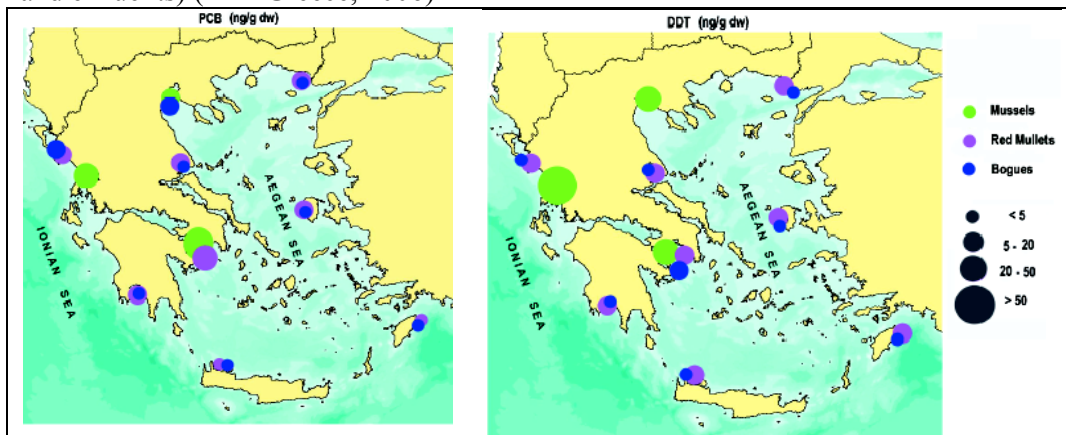 PCB (ng/g dw)
IONIAN SEA
AEGEAN SEA
DDT (ng/g dw)
IONIAN SEA
AEGEAN SEA
Mussels
Red Mullets
Bogues
< 5
5 - 20
20 - 50
> 50